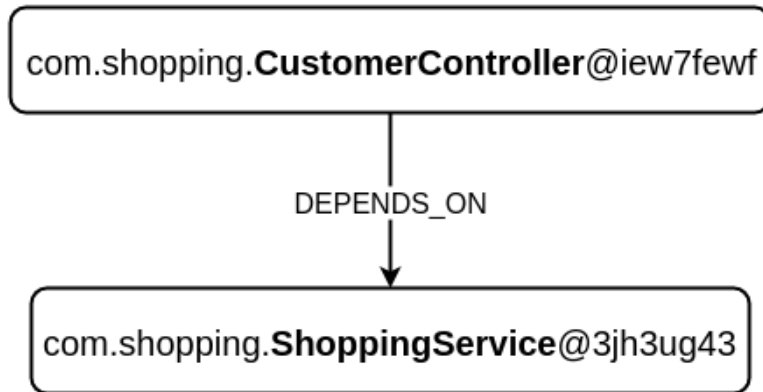 com.shopping.CustomerController@iew7fewf
DEPENDS_ON
com.shopping.ShoppingService@3jh3ug43